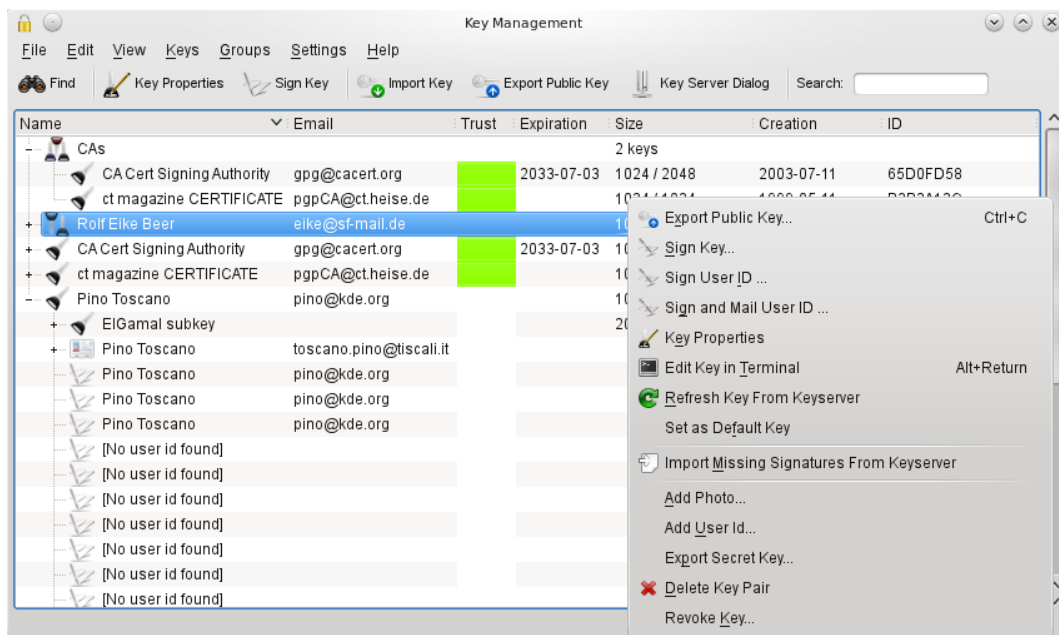 Key Management
File Edit View Keys Groups Settings Help
Find Key Properties Sign Key Import Key Export Public Key Key Server Dialog Search:
Name Email Trust Expiration Size Creation ID
CAs 2 keys
CA Cert Signing Authority gpg@cacert.org 2033-07-03 1024 / 2048 2003-07-11 65D0FD58
ct magazine CERTIFICATE pgpCA@ct.heise.de
Rolf Eike Beer eike@sf-mail.de
CA Cert Signing Authority gpg@cacert.org 2033-07-03
ct magazine CERTIFICATE pgpCA@ct.heise.de
Pino Toscano pino@kde.org
ElGamal subkey
Pino Toscano toscano.pino@tiscali.it
Pino Toscano pino@kde.org
Pino Toscano pino@kde.org
Pino Toscano pino@kde.org
[No user id found]
[No user id found]
[No user id found]
[No user id found]
[No user id found]
[No user id found]
[No user id found]
Export Public Key... Ctrl+C
Sign Key...
Sign User ID ...
Sign and Mail User ID ...
Key Properties
Edit Key in Terminal Alt+Return
Refresh Key From Keyserver
Set as Default Key
Import Missing Signatures From Keyserver
Add Photo...
Add User Id...
Export Secret Key...
Delete Key Pair
Revoke Key...